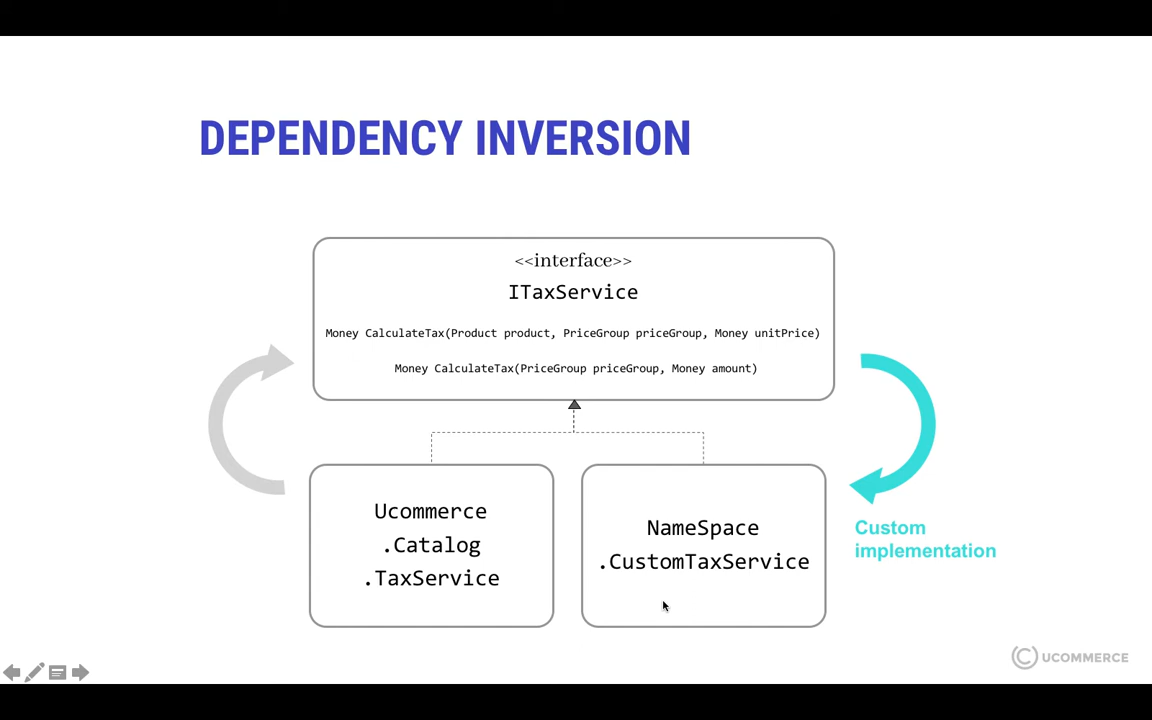 DEPENDENCY INVERSION
<<interface>>
ITaxService
Money CalculateTax(Product product, PriceGroup priceGroup, Money unitPrice)
Money CalculateTax(PriceGroup priceGroup, Money amount)
Ucommerce
.Catalog
.TaxService
NameSpace
.CustomTaxService
Custom
implementation
UCOMMERCE